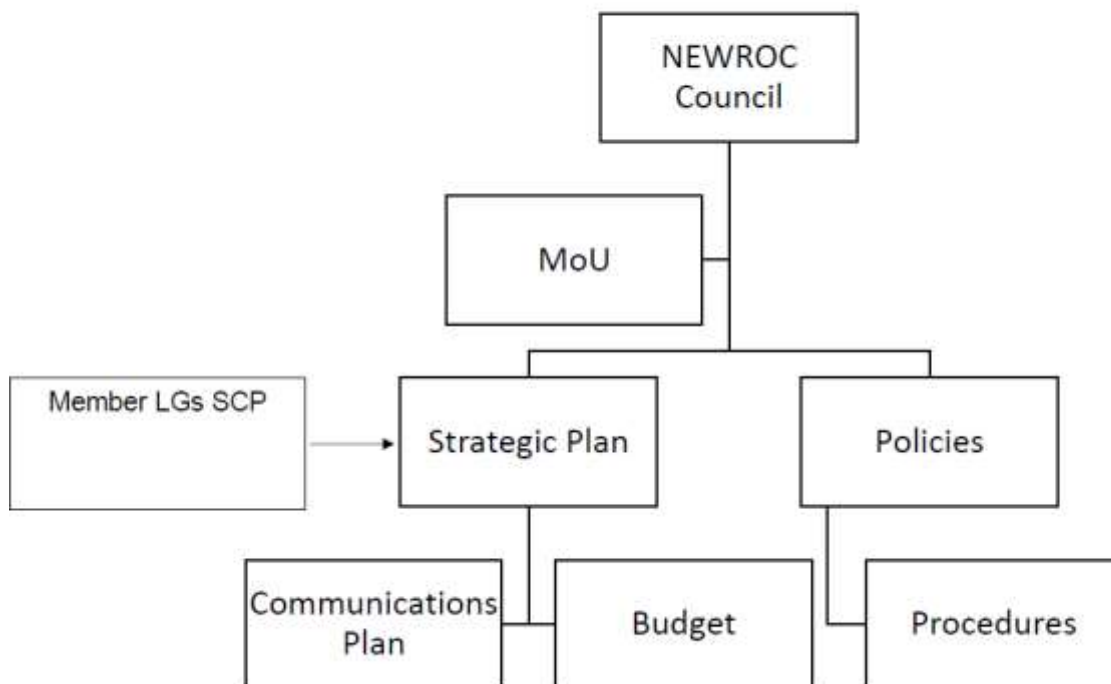 NEWROC
Council
MoU
Member LGs SCP
Strategic Plan
Policies
Communications
Plan
Budget
Procedures